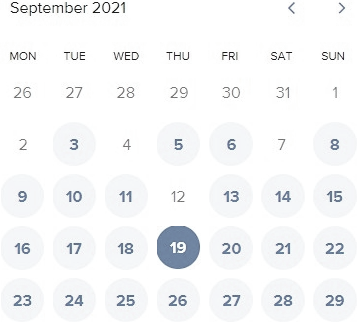 September 2021
MON TUE WED THU FRI SAT SUN
26 27 28 29 30 31 1
2 3 4 5 6 7 8
9 10 11 12 13 14 15
16 17 18 19 20 21 22
23 24 25 26 27 28 29